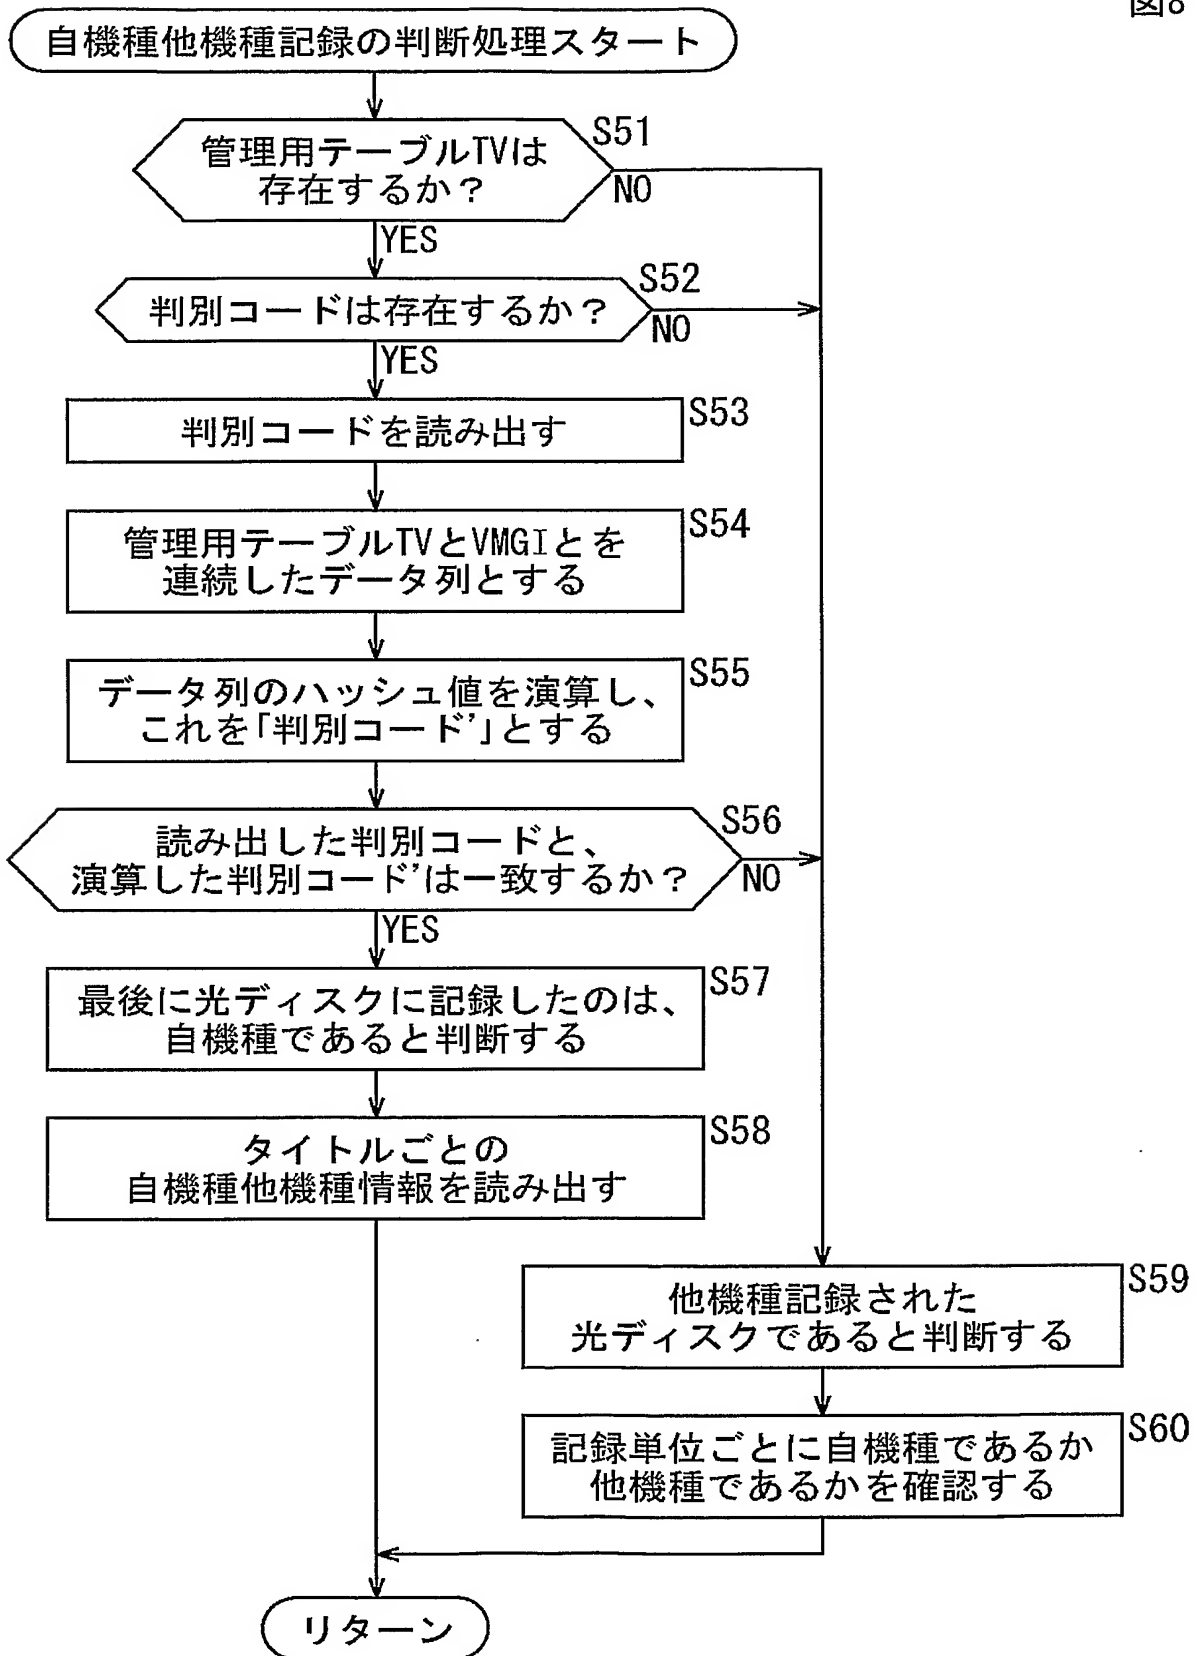 図8
自機種他機種記録の判断処理スタート
管理用テーブルTVは
存在するか？
S51
NO
YES
判別コードは存在するか？
S52
NO
YES
判別コードを読み出す
S53
管理用テーブルTVとVMGIとを
連続したデータ列とする
S54
データ列のハッシュ値を演算し、
これを「判別コード’」とする
S55
読み出した判別コードと、
演算した判別コード’は一致するか？
S56
NO
YES
最後に光ディスクに記録したのは、
自機種であると判断する
S57
タイトルごとの
自機種他機種情報を読み出す
S58
他機種記録された
光ディスクであると判断する
S59
記録単位ごとに自機種であるか
他機種であるかを確認する
S60
リターン